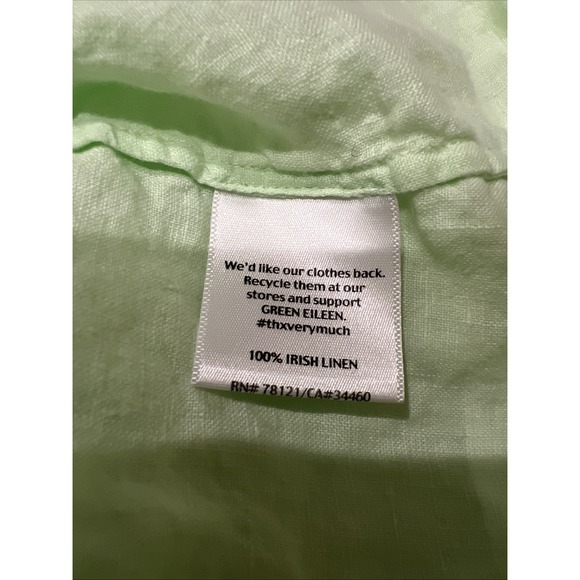 We'd like our clothes back.
Recycle them at our
stores and support
GREEN EILEEN.
#thxverymuch
100% IRISH LINEN
RN# 78121/CA#34460